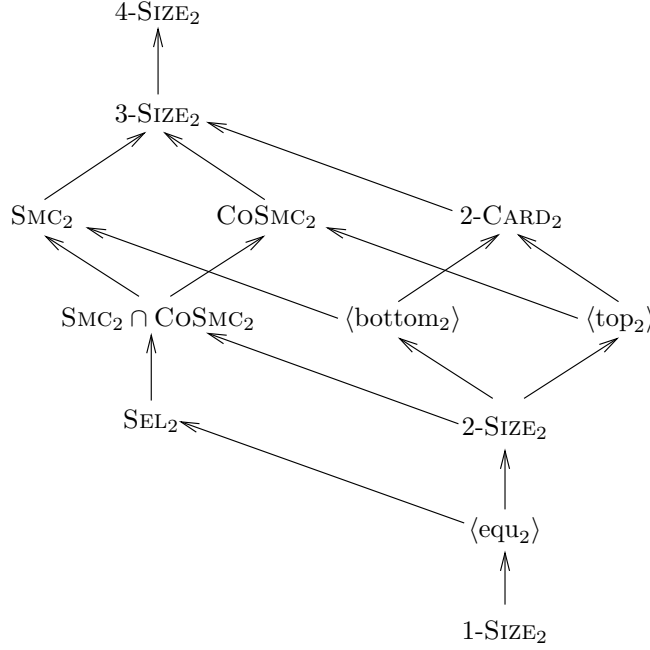 4-SIZE₂
3-SIZE₂
SMC₂ COSMC₂ 2-CARD₂
SMC₂ ∩ COSMC₂ ⟨bottom₂⟩ ⟨top₂⟩
SEL₂ 2-SIZE₂
⟨equ₂⟩
1-SIZE₂